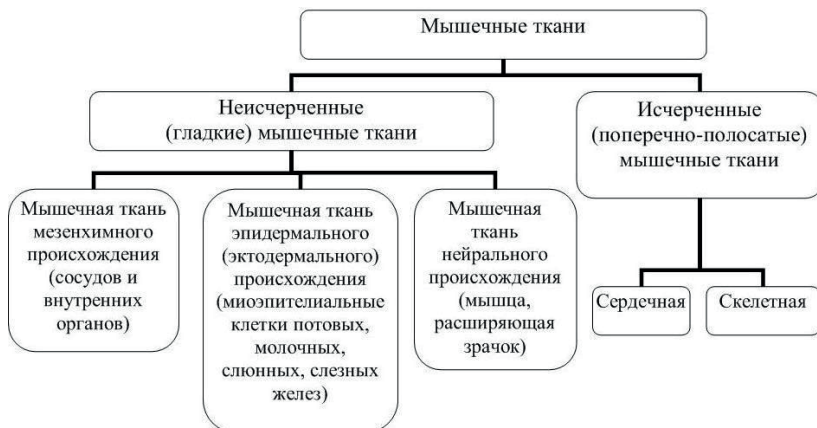 Мышечные ткани
Неисчерченные
(гладкие) мышечные ткани
Исчерченные
(поперечно-полосатые)
мышечные ткани
Мышечная ткань
мезенхимного
происхождения
(сосудов и
внутренних
органов)
Мышечная ткань
эпидермального
(эктодермального)
происхождения
(миоэпителиальные
клетки потовых,
молочных,
слюнных, слезных
желез)
Мышечная
ткань
нейрального
происхождения
(мышца,
расширяющая
зрачок)
Сердечная
Скелетная